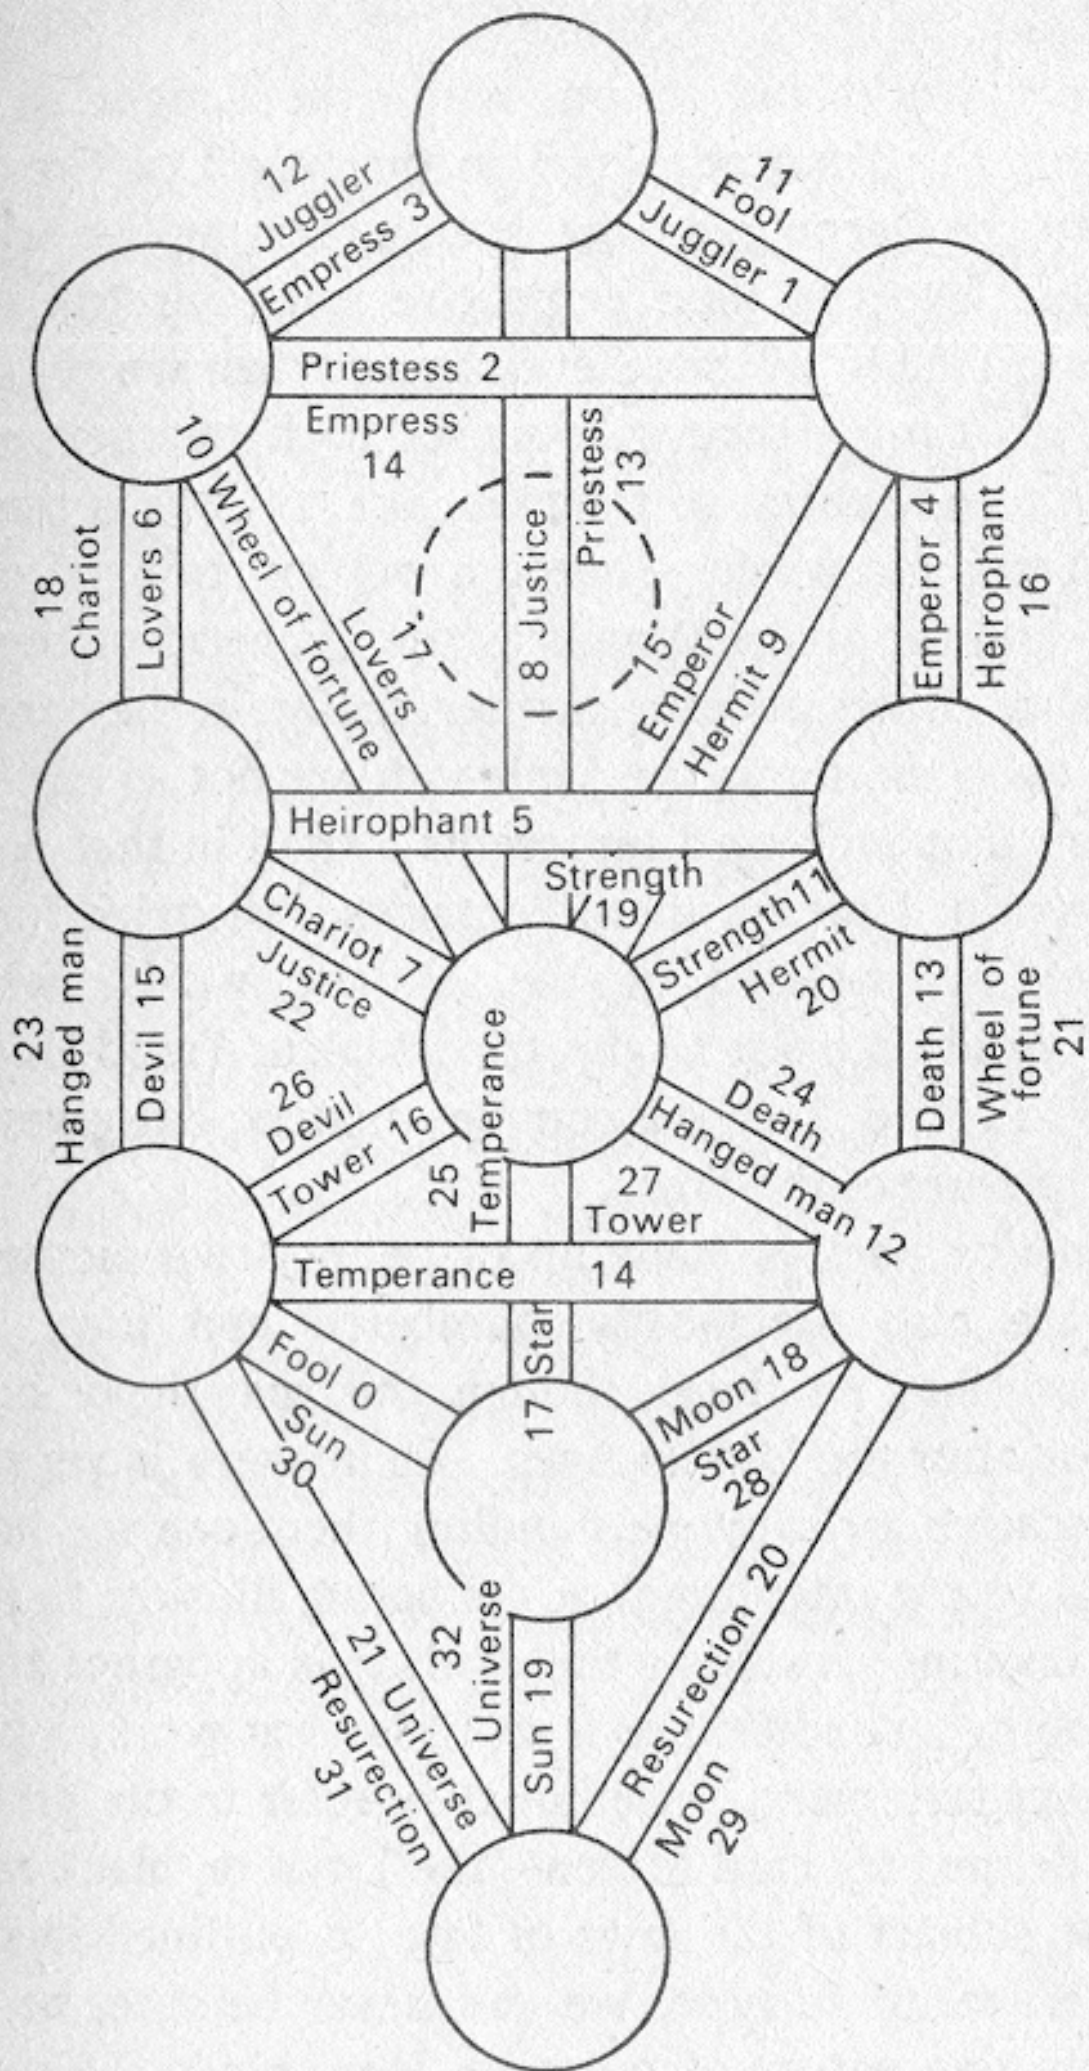 12
Juggler
Empress 3
11
Fool
Juggler 1
Priestess 2
Empress
14
Priestess
13
10 Wheel of fortune
Lovers
17
8 Justice
15
Emperor
Hermit 9
18
Chariot
Lovers 6
Emperor 4
Heirophant
16
Heirophant 5
Strength
19
Chariot 7
Justice
22
Strength 11
Hermit
20
23
Hanged man
Devil 15
Death 13
Wheel of
fortune
21
26
Devil
Tower 16
25
Temperance
24
Death
Hanged man 12
27
Tower
Temperance 14
17 Star
Fool 0
Sun
30
Moon 18
Star
28
21 Universe
Resurection
31
32
Universe
Sun 19
Resurection 20
Moon
29